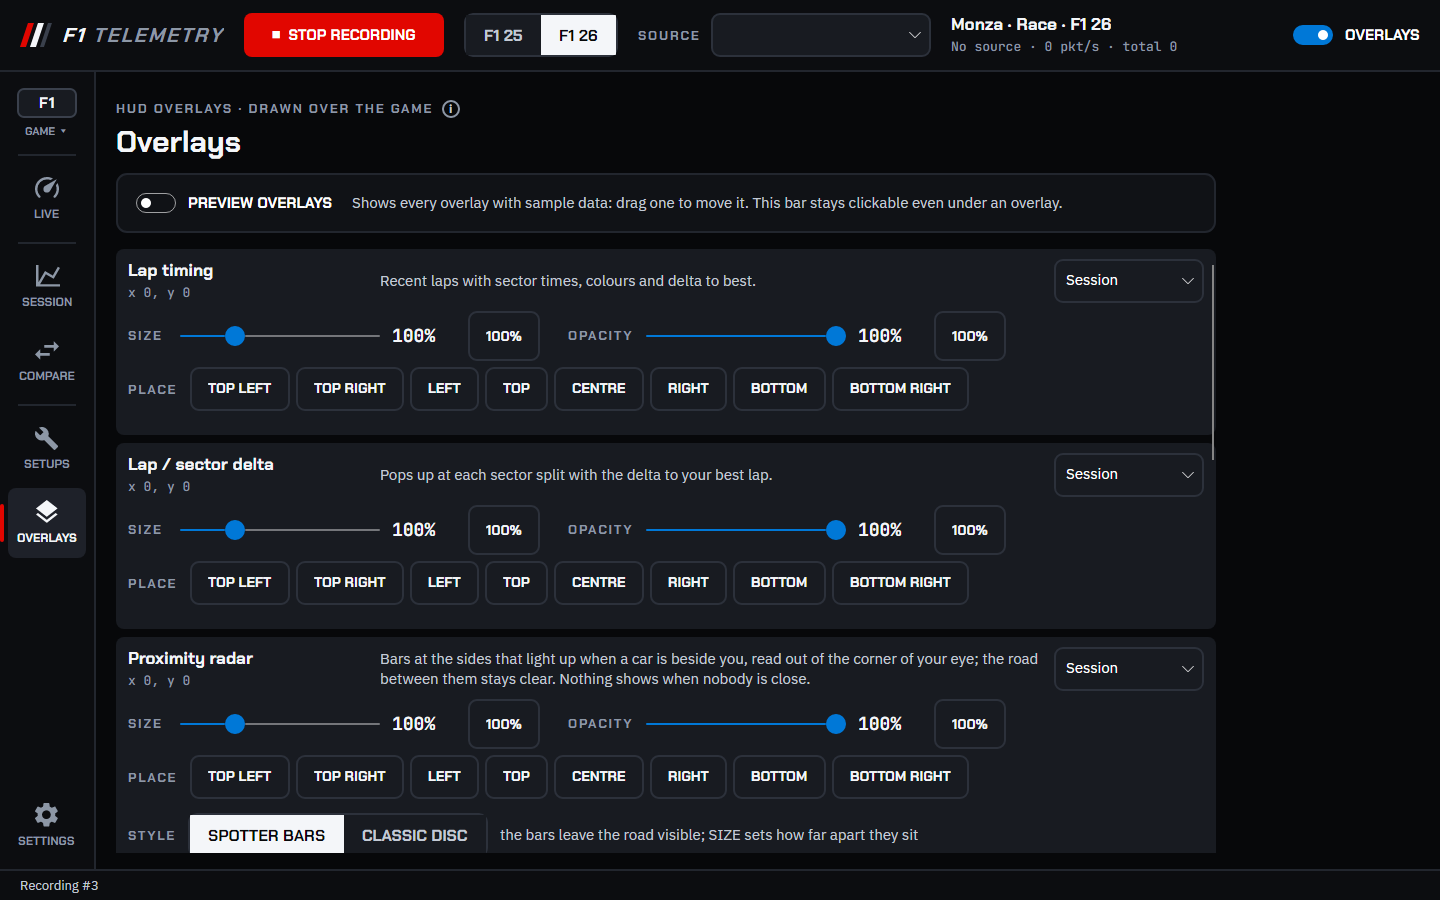 F1 TELEMETRY
STOP RECORDING
F1 25
F1 26
SOURCE
Monza · Race · F1 26
No source · 0 pkt/s · total 0
OVERLAYS
F1
GAME
LIVE
SESSION
COMPARE
SETUPS
OVERLAYS
SETTINGS
HUD OVERLAYS · DRAWN OVER THE GAME
Overlays
PREVIEW OVERLAYS
Shows every overlay with sample data: drag one to move it. This bar stays clickable even under an overlay.
Lap timing
x 0, y 0
Recent laps with sector times, colours and delta to best.
Session
SIZE 100% 100% OPACITY 100% 100%
PLACE TOP LEFT TOP RIGHT LEFT TOP CENTRE RIGHT BOTTOM BOTTOM RIGHT
Lap / sector delta
x 0, y 0
Pops up at each sector split with the delta to your best lap.
Session
SIZE 100% 100% OPACITY 100% 100%
PLACE TOP LEFT TOP RIGHT LEFT TOP CENTRE RIGHT BOTTOM BOTTOM RIGHT
Proximity radar
x 0, y 0
Bars at the sides that light up when a car is beside you, read out of the corner of your eye; the road
between them stays clear. Nothing shows when nobody is close.
Session
SIZE 100% 100% OPACITY 100% 100%
PLACE TOP LEFT TOP RIGHT LEFT TOP CENTRE RIGHT BOTTOM BOTTOM RIGHT
STYLE SPOTTER BARS CLASSIC DISC the bars leave the road visible; SIZE sets how far apart they sit
Recording #3